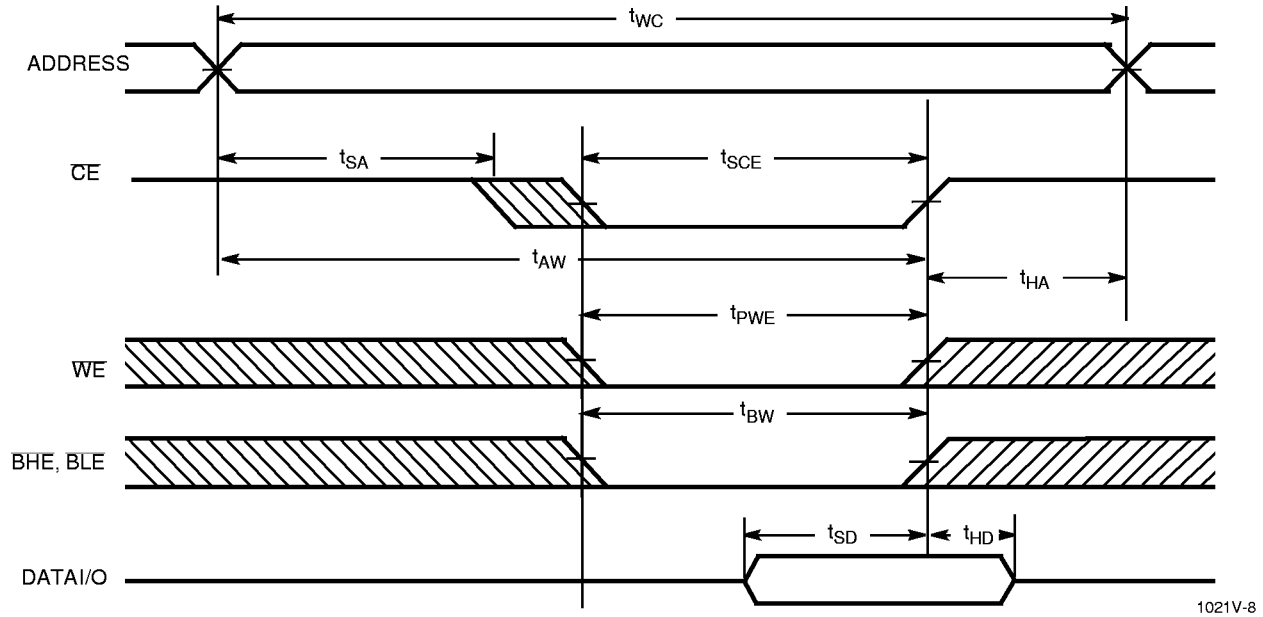 tWC
ADDRESS
tSA
tSCE
CE
tAW
tHA
tPWE
WE
tBW
BHE, BLE
tSD
tHD
DATAI/O
1021V-8